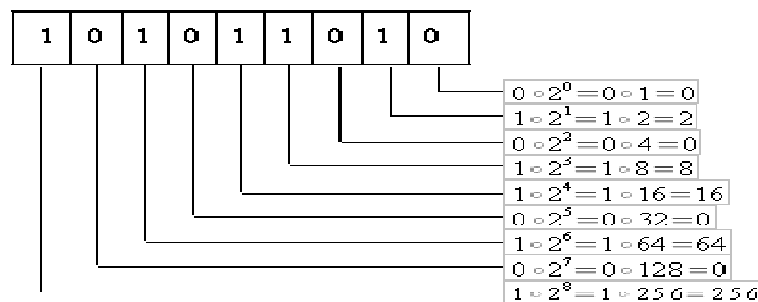 1 0 1 0 1 1 0 1 0
0 ∘ 2⁰ = 0 ∘ 1 = 0
1 ∘ 2¹ = 1 ∘ 2 = 2
0 ∘ 2² = 0 ∘ 4 = 0
1 ∘ 2³ = 1 ∘ 8 = 8
1 ∘ 2⁴ = 1 ∘ 16 = 16
0 ∘ 2⁵ = 0 ∘ 32 = 0
1 ∘ 2⁶ = 1 ∘ 64 = 64
0 ∘ 2⁷ = 0 ∘ 128 = 0
1 ∘ 2⁸ = 1 ∘ 256 = 256